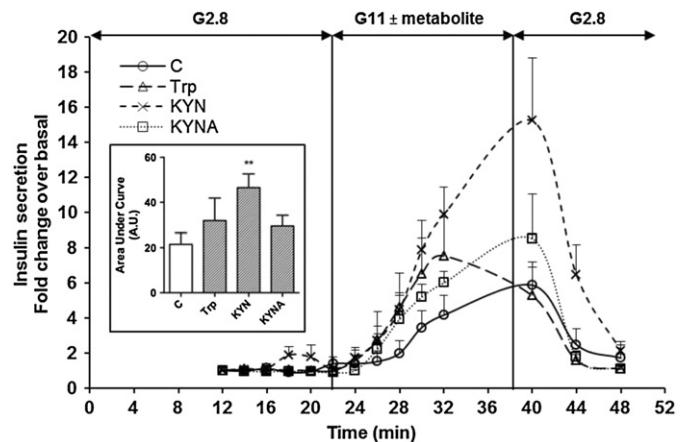 G2.8 G11 ± metabolite G2.8
20
18
16
14
12
10
8
6
4
2
0
Insulin secretion
Fold change over basal
C
Trp
KYN
KYNA
60
40
20
0
Area Under Curve
(A.U.)
**
C Trp KYN KYNA
0 4 8 12 16 20 24 28 32 36 40 44 48 52
Time (min)